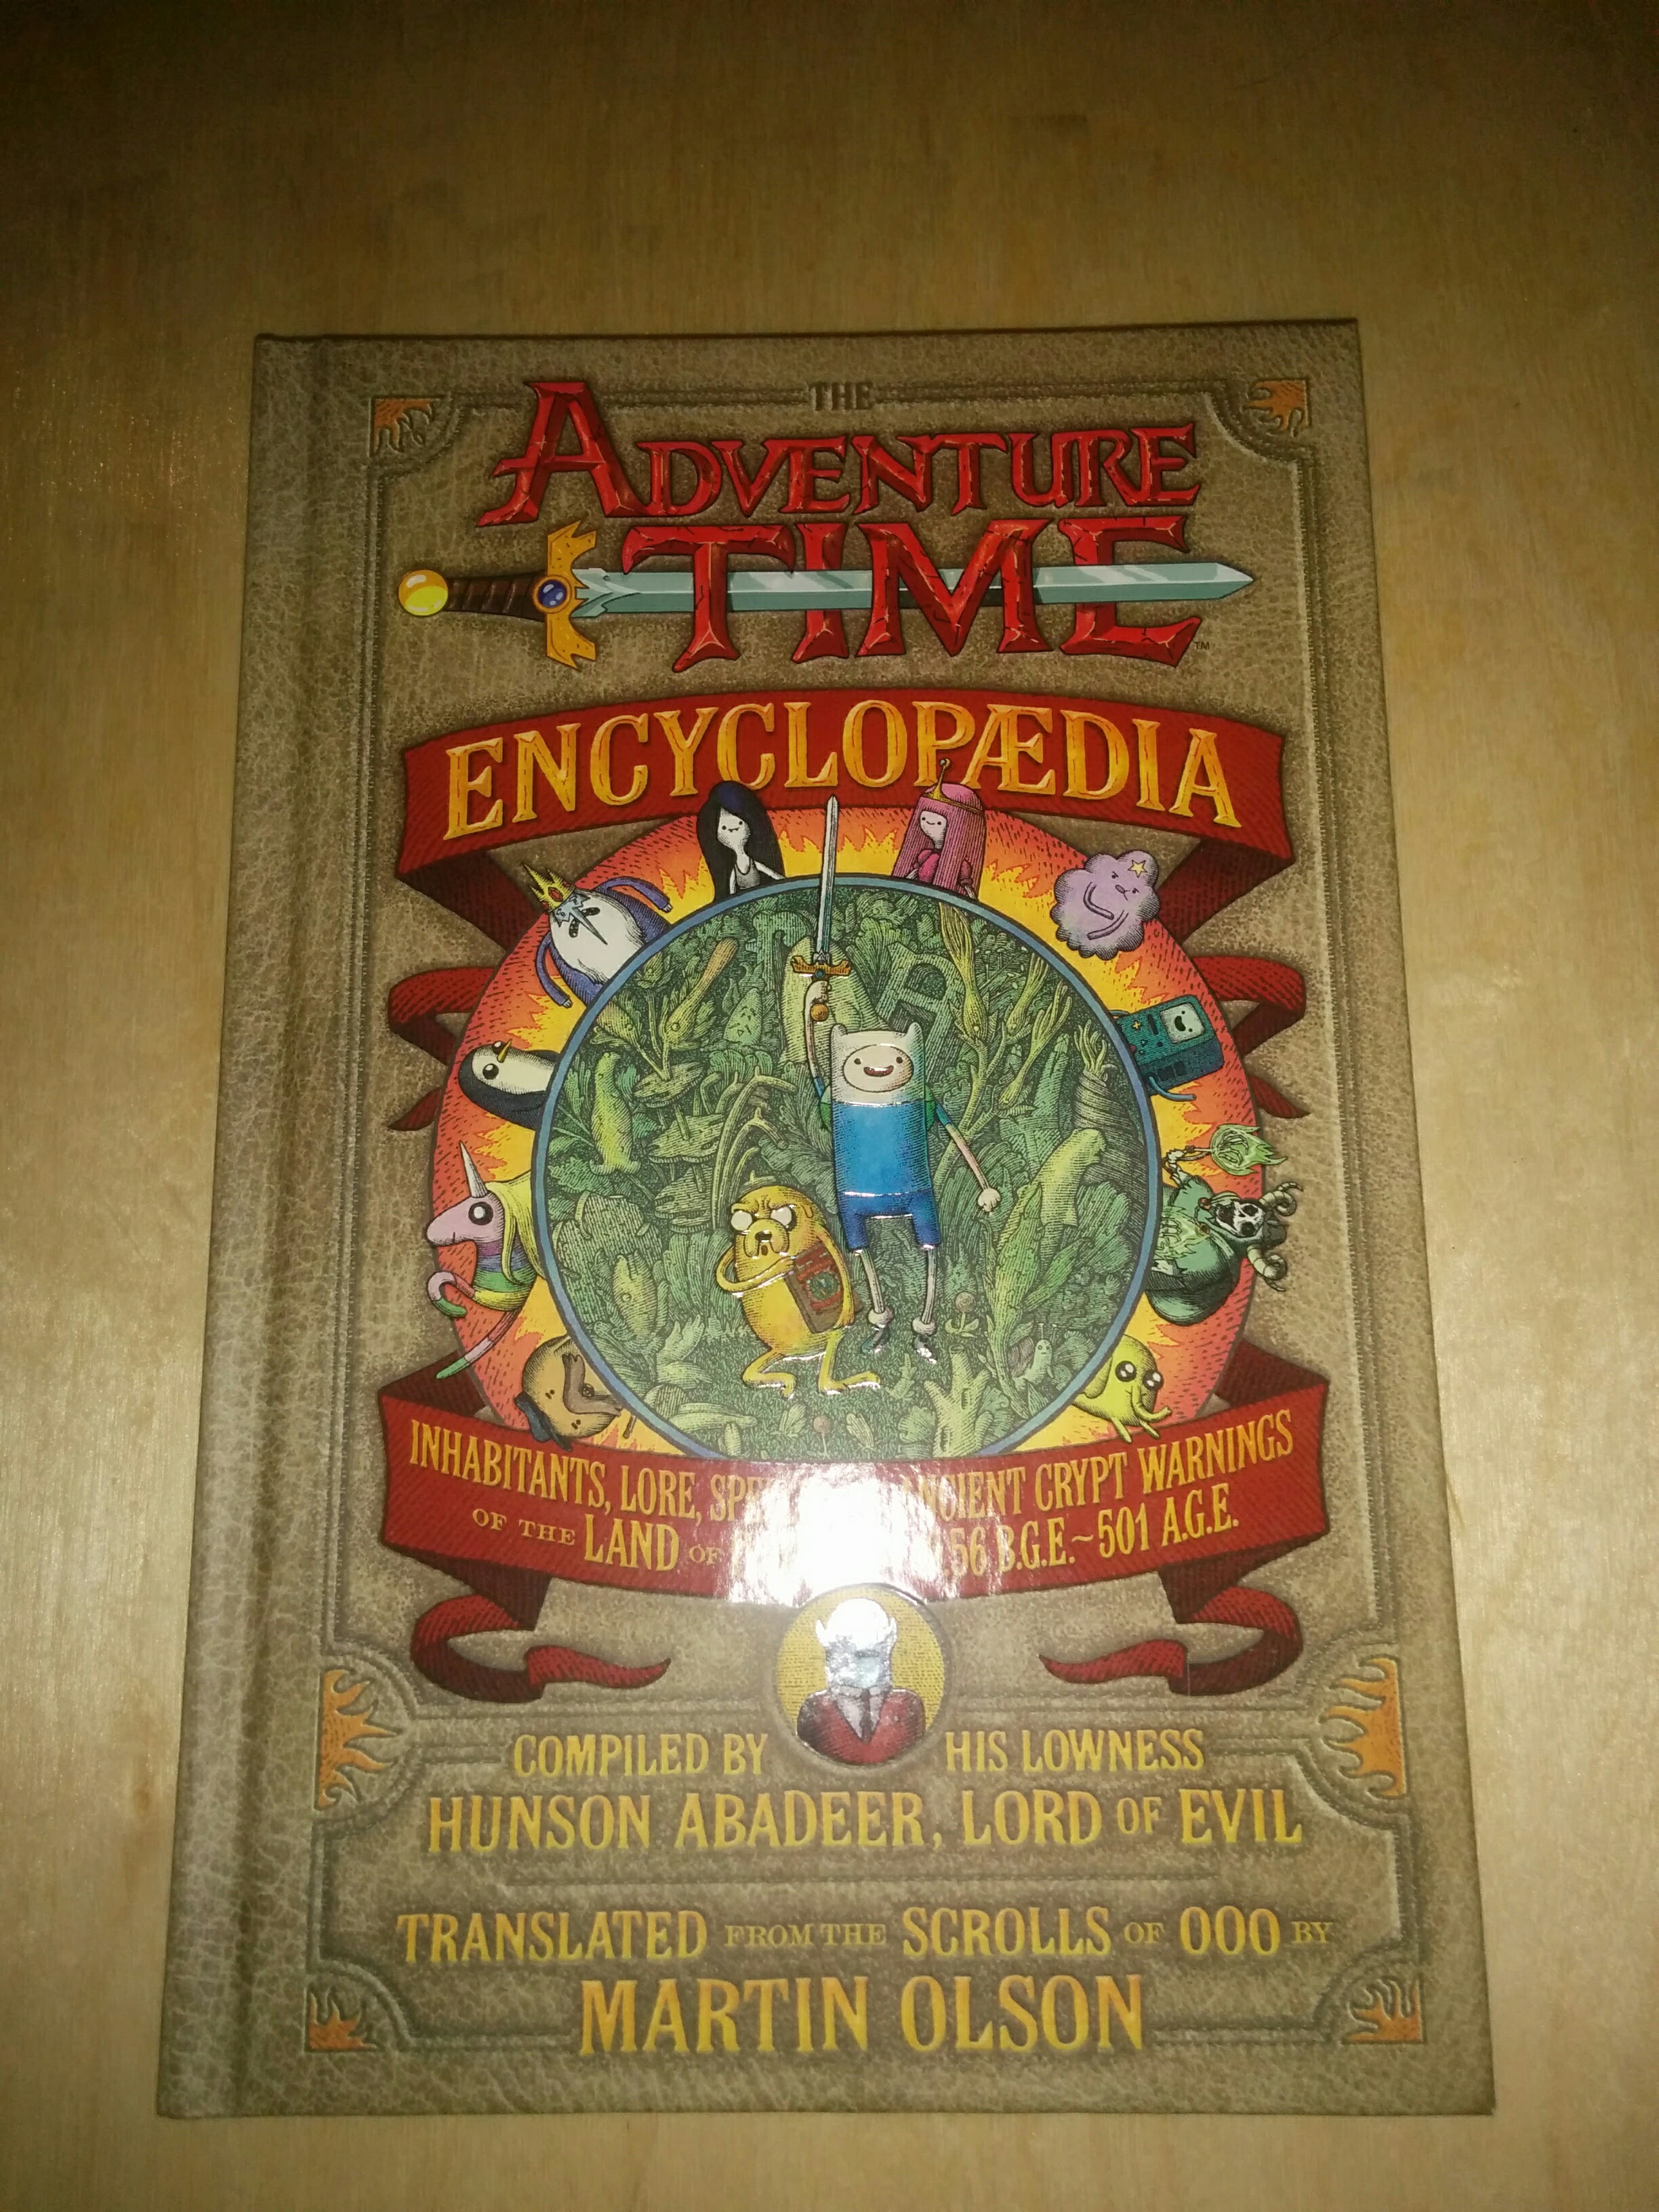 THE
ADVENTURE
TIME
TM
ENCYCLOPÆDIA
INHABITANTS, LORE, ANCIENT CRYPT WARNINGS
OF THE LAND OF 56 B.G.E.~501 A.G.E.
COMPILED BY HIS LOWNESS
HUNSON ABADEER, LORD OF EVIL
TRANSLATED FROM THE SCROLLS OF OOO BY
MARTIN OLSON